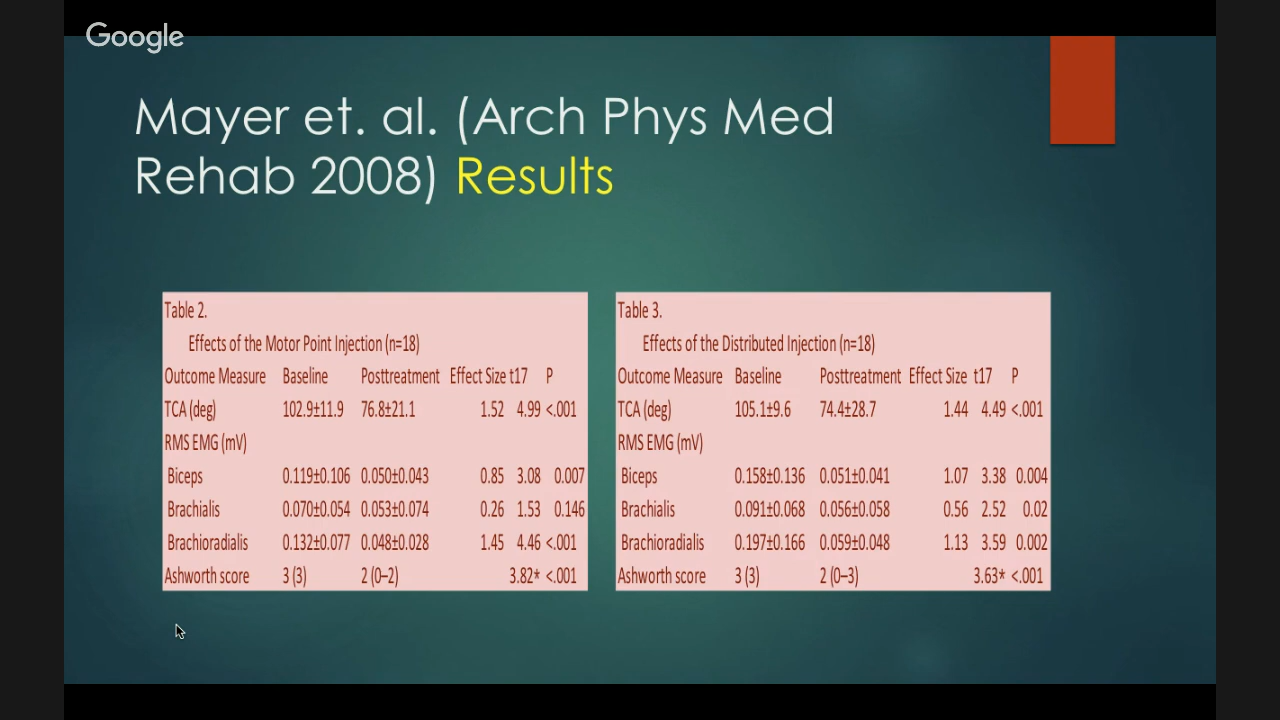 Google
Mayer et. al. (Arch Phys Med
Rehab 2008) Results
Table 2.
Effects of the Motor Point Injection (n=18)
Outcome Measure Baseline Posttreatment Effect Size t17 P
TCA (deg) 102.9±11.9 76.8±21.1 1.52 4.99 <.001
RMS EMG (mV)
Biceps 0.119±0.106 0.050±0.043 0.85 3.08 0.007
Brachialis 0.070±0.054 0.053±0.074 0.26 1.53 0.146
Brachioradialis 0.132±0.077 0.048±0.028 1.45 4.46 <.001
Ashworth score 3 (3) 2 (0–2) 3.82* <.001
Table 3.
Effects of the Distributed Injection (n=18)
Outcome Measure Baseline Posttreatment Effect Size t17 P
TCA (deg) 105.1±9.6 74.4±28.7 1.44 4.49 <.001
RMS EMG (mV)
Biceps 0.158±0.136 0.051±0.041 1.07 3.38 0.004
Brachialis 0.091±0.068 0.056±0.058 0.56 2.52 0.02
Brachioradialis 0.197±0.166 0.059±0.048 1.13 3.59 0.002
Ashworth score 3 (3) 2 (0–3) 3.63* <.001